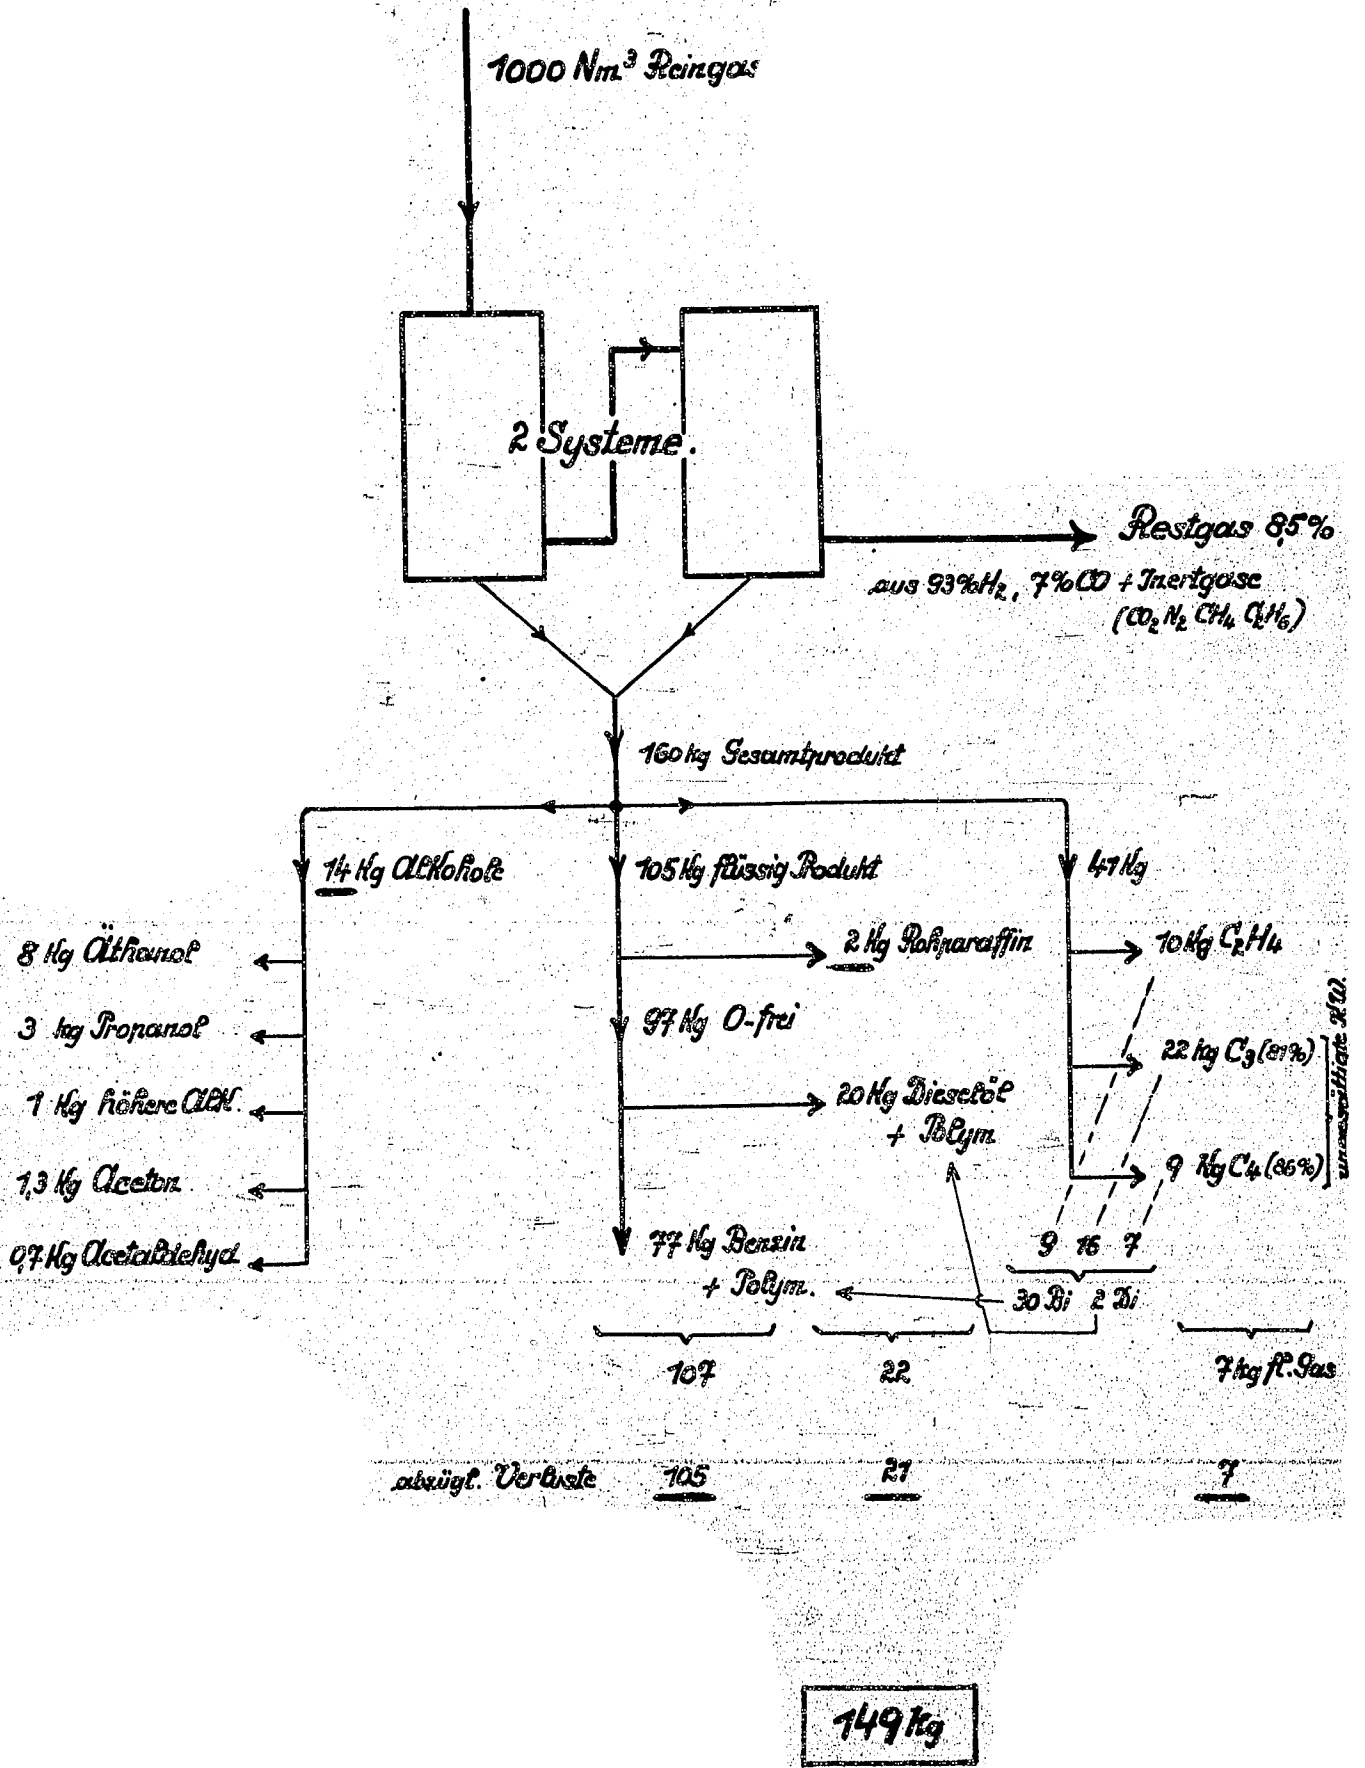 1000 Nm³ Reingas
2 Systeme.
Restgas 8,5%
aus 93%H₂, 7%CO + Inertgase
(CO₂ N₂ CH₄ C₂H₆)
160 kg Gesamtprodukt
14 Kg Alkohole
105 Kg flüssig Produkt
41 Kg
8 Kg Äthanol
2 Kg Rohparaffin
10 Kg C₂H₄
3 kg Propanol
97 Kg O-frei
22 kg C₃ (81%)
ungesättigte KW.
1 Kg höhere Alk.
20 Kg Dieselöl
+ Polym.
1,3 Kg Aceton
9 Kg C₄ (86%)
0,7 Kg Acetaldehyd
77 Kg Benzin
+ Polym.
9 16 7
30 Bi 2 Di
107
22
7 kg fl. Gas
abzügl. Verluste 105 21 7
149 kg